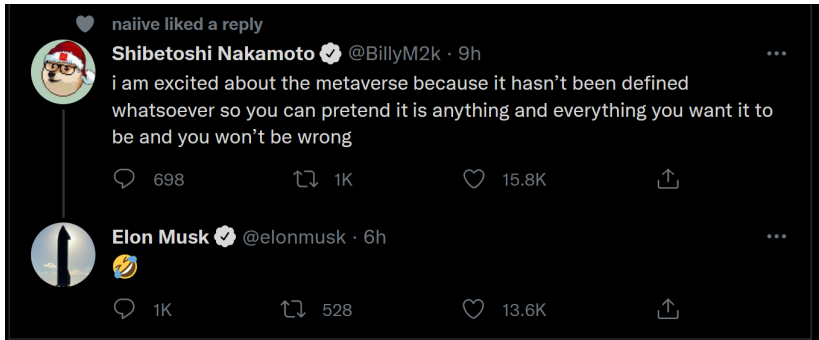 naiive liked a reply
Shibetoshi Nakamoto @BillyM2k · 9h
i am excited about the metaverse because it hasn’t been defined
whatsoever so you can pretend it is anything and everything you want it to
be and you won’t be wrong
698 1K 15.8K
Elon Musk @elonmusk · 6h
🤣
1K 528 13.6K